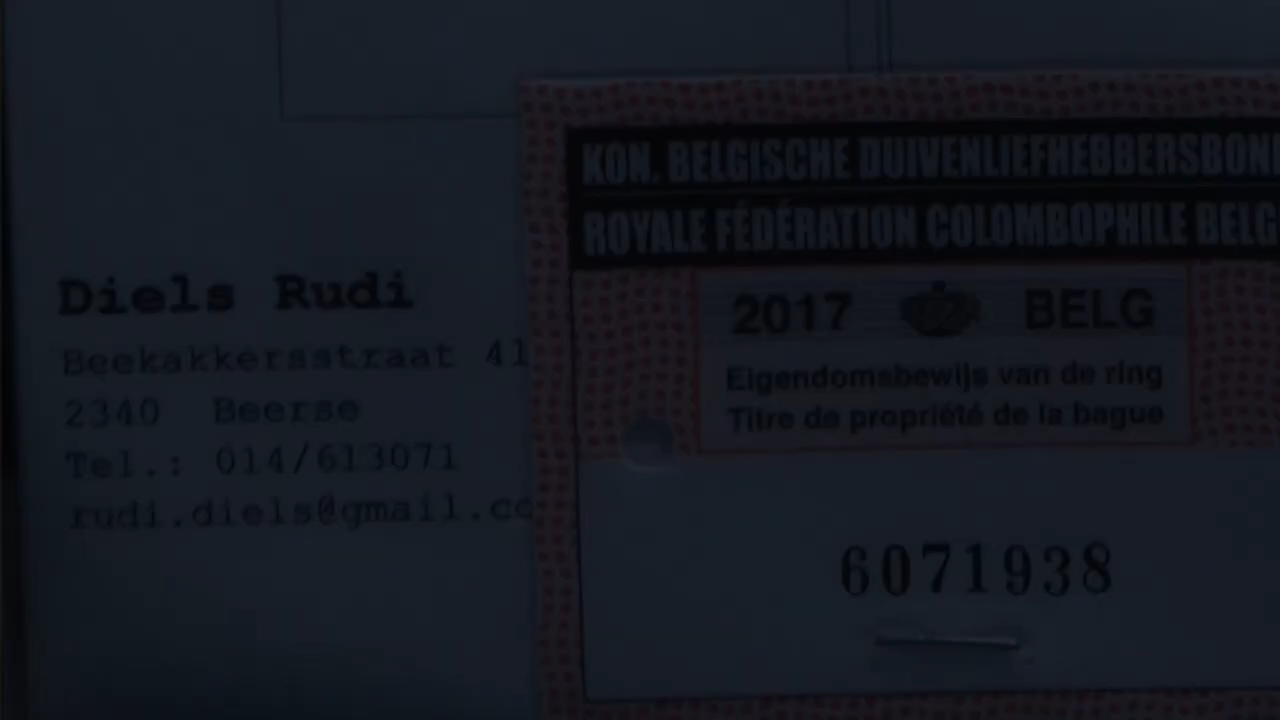 Diels Rudi
Beekakkersstraat 41
2340 Beerse
Tel.: 014/613071
rudi.diels@gmail.co
KON. BELGISCHE DUIVENLIEFHEBBERSBON
ROYALE FÉDÉRATION COLOMBOPHILE BELG
2017 BELG
Eigendomsbewijs van de ring
Titre de propriété de la bague
6071938